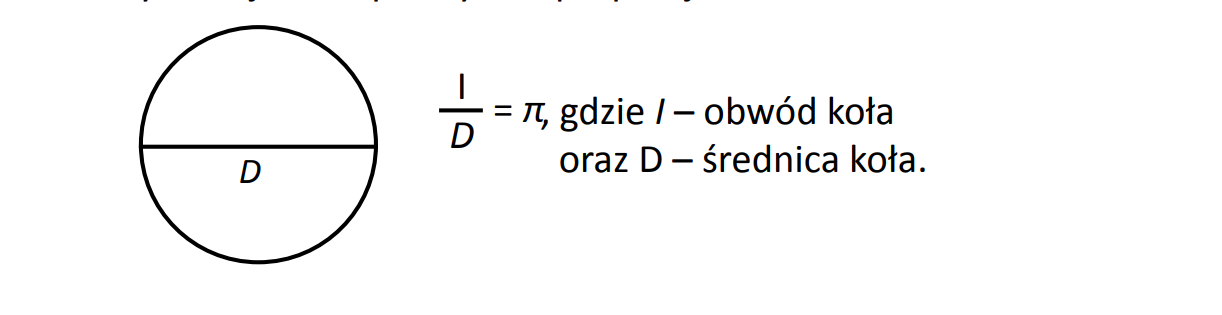 D
l/D = π, gdzie l – obwód koła
oraz D – średnica koła.